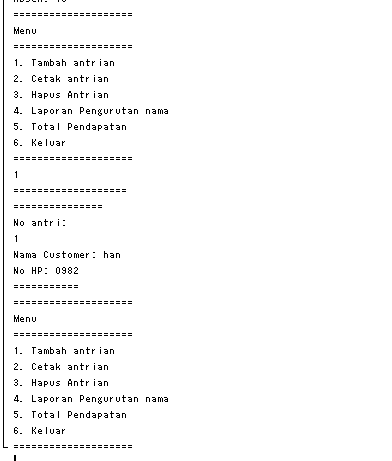 ====================
Menu
====================
1. Tambah antrian
2. Cetak antrian
3. Hapus Antrian
4. Laporan Pengurutan nama
5. Total Pendapatan
6. Keluar
====================
1
===================
===============
No antri:
1
Nama Customer: han
No HP: 0982
===========
====================
Menu
====================
1. Tambah antrian
2. Cetak antrian
3. Hapus Antrian
4. Laporan Pengurutan nama
5. Total Pendapatan
6. Keluar
====================